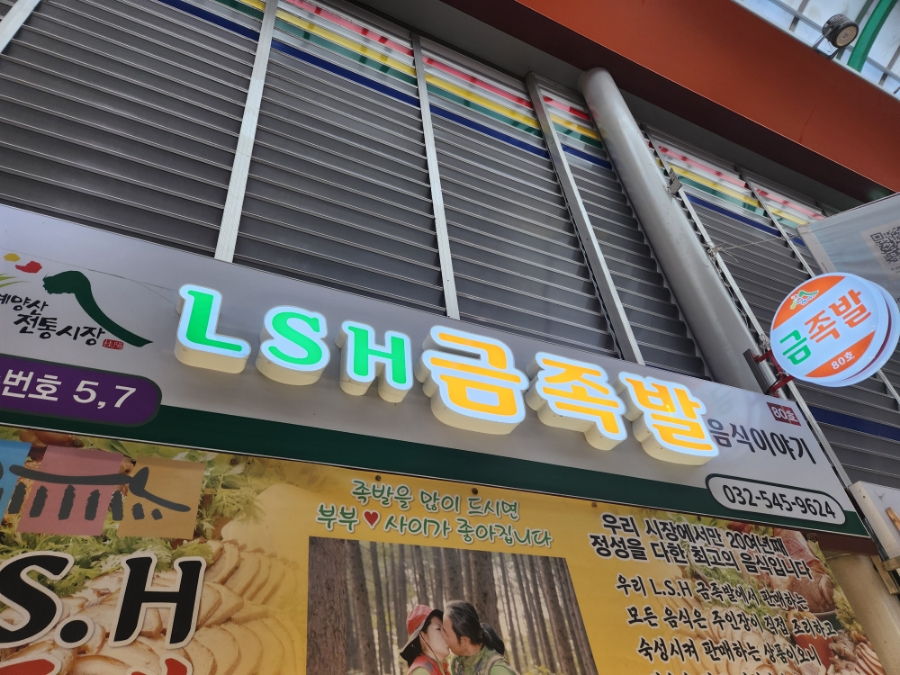 계양산
전통시장
번호 5,7
LSH금족발
80호
음식이야기
032-545-9624
금족발
80호
족발을 많이 드시면
부부♥사이가 좋아집니다
우리 시장에서만 20여년째
정성을 다한 최고의 음식입니다
우리 L.S.H 금족발에서 판매하는
모든 음식은 주인장이 직접 조리하고
숙성시켜 판매하는 상품이오니
S.H